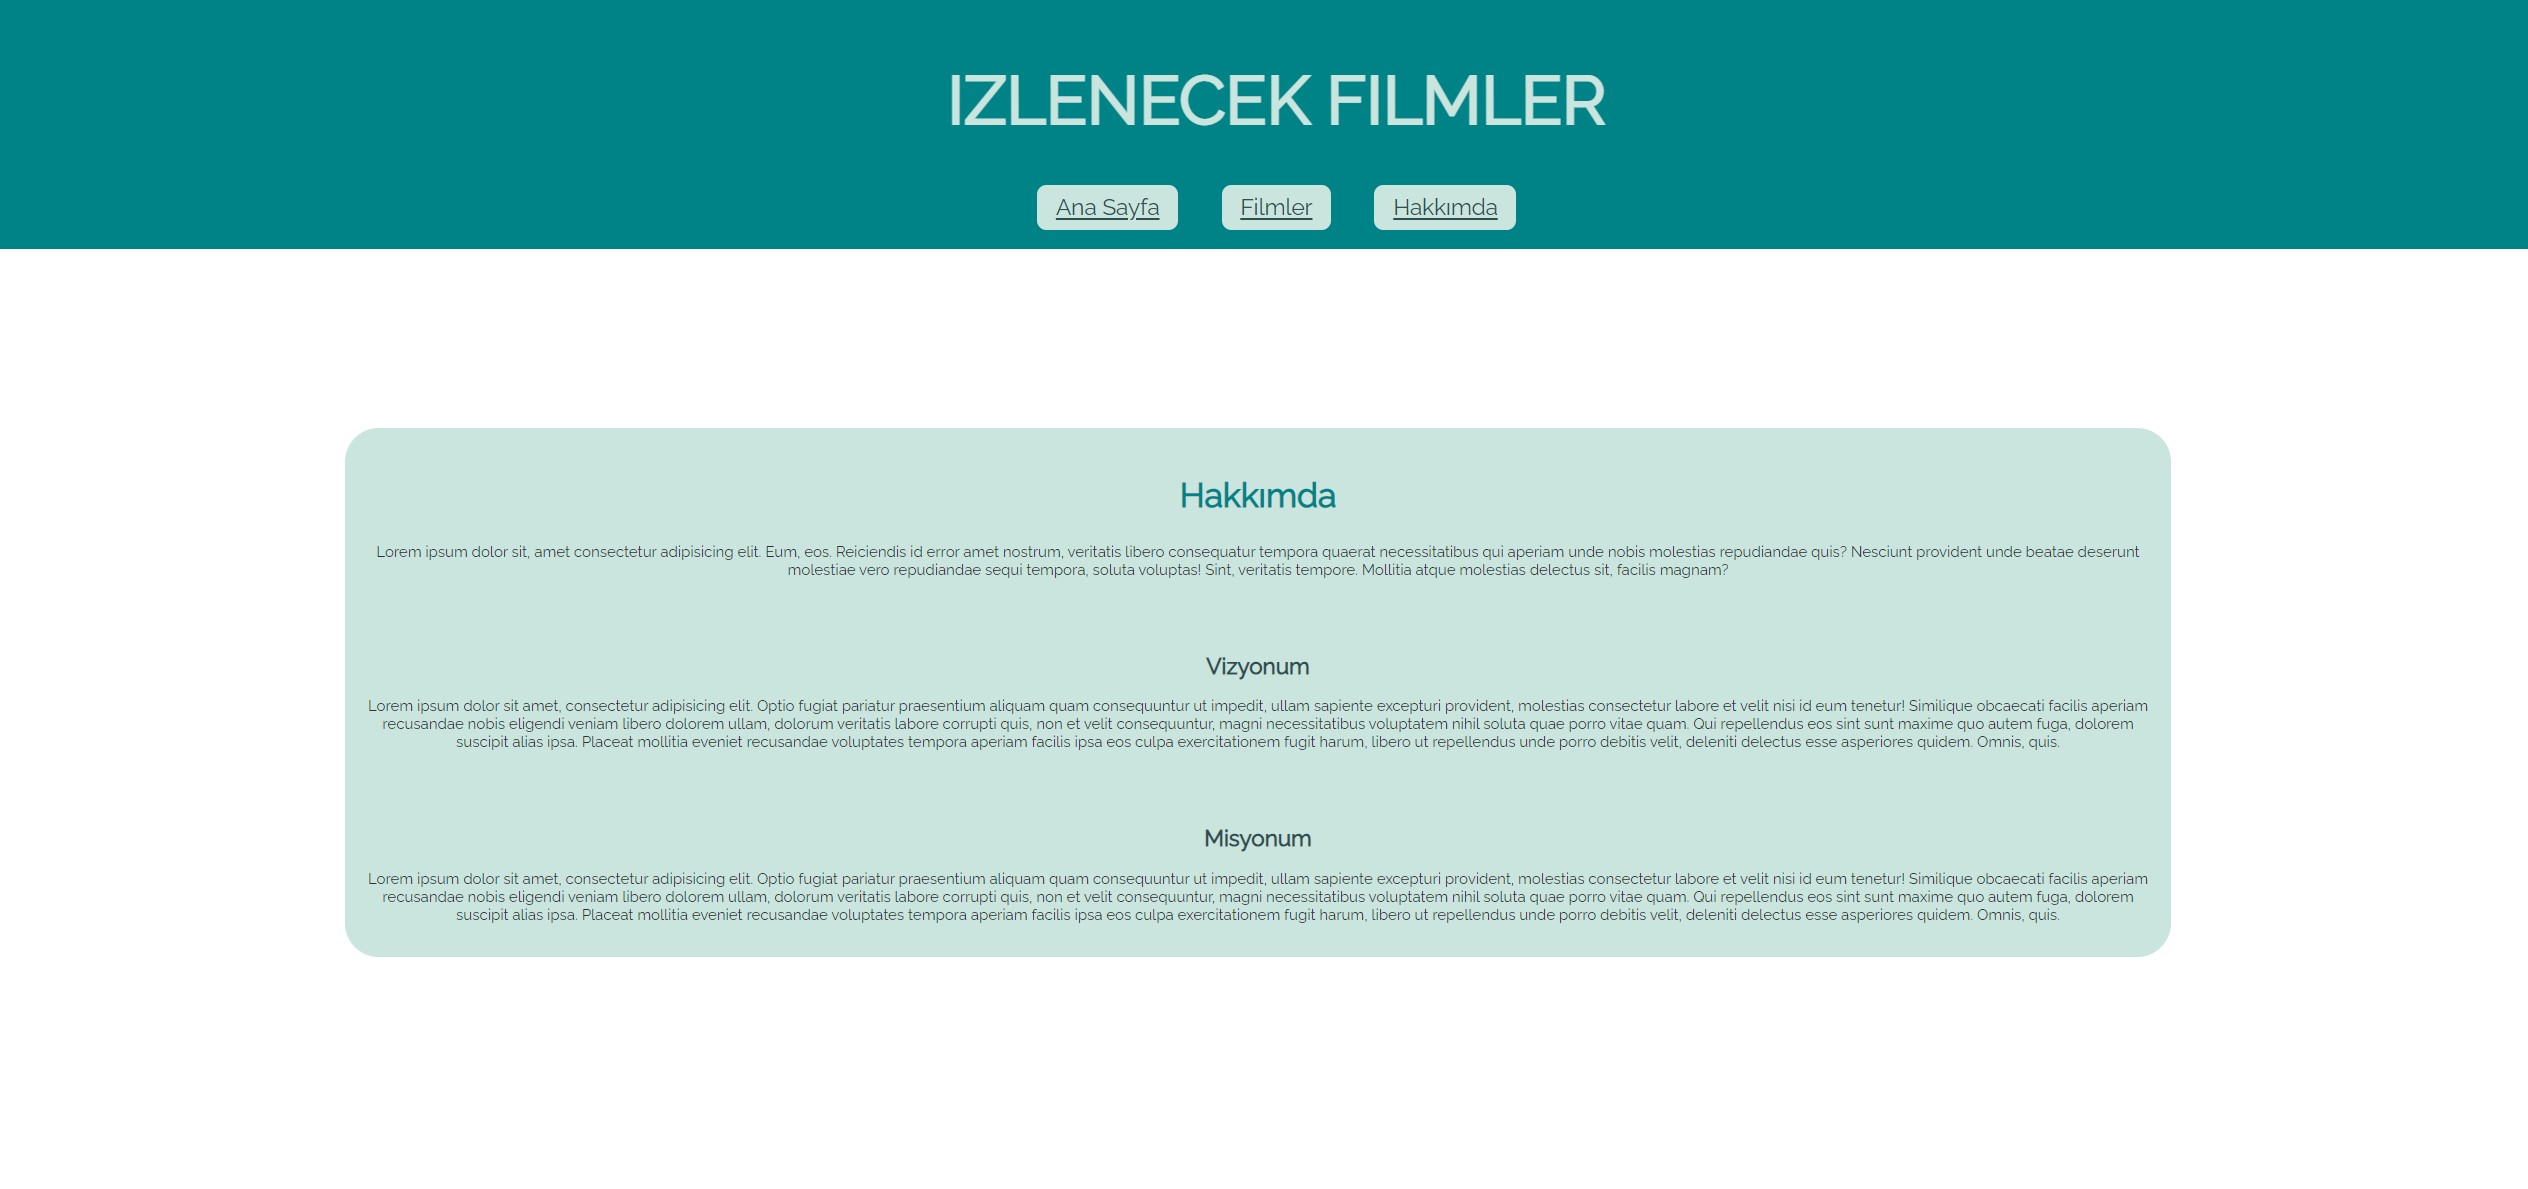 IZLENECEK FILMLER
Ana Sayfa Filmler Hakkımda
Hakkımda
Lorem ipsum dolor sit, amet consectetur adipisicing elit. Eum, eos. Reiciendis id error amet nostrum, veritatis libero consequatur tempora quaerat necessitatibus qui aperiam unde nobis molestias repudiandae quis? Nesciunt provident unde beatae deserunt
molestiae vero repudiandae sequi tempora, soluta voluptas! Sint, veritatis tempore. Mollitia atque molestias delectus sit, facilis magnam?
Vizyonum
Lorem ipsum dolor sit amet, consectetur adipisicing elit. Optio fugiat pariatur praesentium aliquam quam consequuntur ut impedit, ullam sapiente excepturi provident, molestias consectetur labore et velit nisi id eum tenetur! Similique obcaecati facilis aperiam
recusandae nobis eligendi veniam libero dolorem ullam, dolorum veritatis labore corrupti quis, non et velit consequuntur, magni necessitatibus voluptatem nihil soluta quae porro vitae quam. Qui repellendus eos sint sunt maxime quo autem fuga, dolorem
suscipit alias ipsa. Placeat mollitia eveniet recusandae voluptates tempora aperiam facilis ipsa eos culpa exercitationem fugit harum, libero ut repellendus unde porro debitis velit, deleniti delectus esse asperiores quidem. Omnis, quis.
Misyonum
Lorem ipsum dolor sit amet, consectetur adipisicing elit. Optio fugiat pariatur praesentium aliquam quam consequuntur ut impedit, ullam sapiente excepturi provident, molestias consectetur labore et velit nisi id eum tenetur! Similique obcaecati facilis aperiam
recusandae nobis eligendi veniam libero dolorem ullam, dolorum veritatis labore corrupti quis, non et velit consequuntur, magni necessitatibus voluptatem nihil soluta quae porro vitae quam. Qui repellendus eos sint sunt maxime quo autem fuga, dolorem
suscipit alias ipsa. Placeat mollitia eveniet recusandae voluptates tempora aperiam facilis ipsa eos culpa exercitationem fugit harum, libero ut repellendus unde porro debitis velit, deleniti delectus esse asperiores quidem. Omnis, quis.